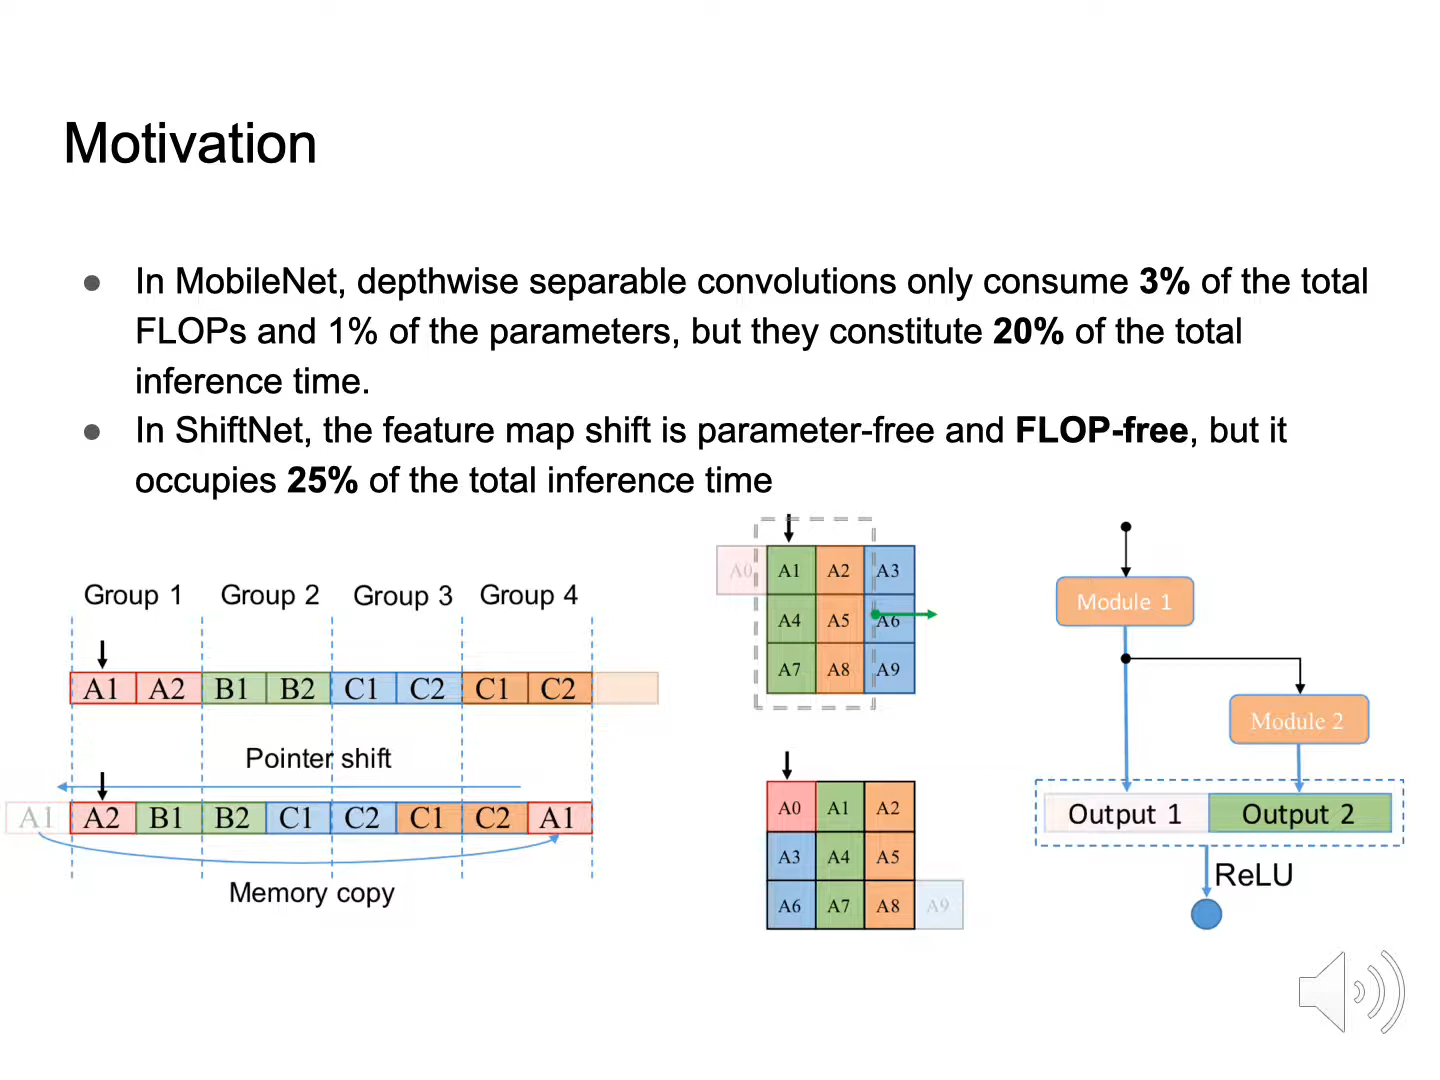 Motivation
● In MobileNet, depthwise separable convolutions only consume 3% of the total
FLOPs and 1% of the parameters, but they constitute 20% of the total
inference time.
● In ShiftNet, the feature map shift is parameter-free and FLOP-free, but it
occupies 25% of the total inference time
Group 1 Group 2 Group 3 Group 4
A1 A2 B1 B2 C1 C2 C1 C2
Pointer shift
A1 A2 B1 B2 C1 C2 C1 C2 A1
Memory copy
A0 A1 A2 A3
A4 A5 A6
A7 A8 A9
A0 A1 A2
A3 A4 A5
A6 A7 A8 A9
Module 1
Module 2
Output 1 Output 2
ReLU